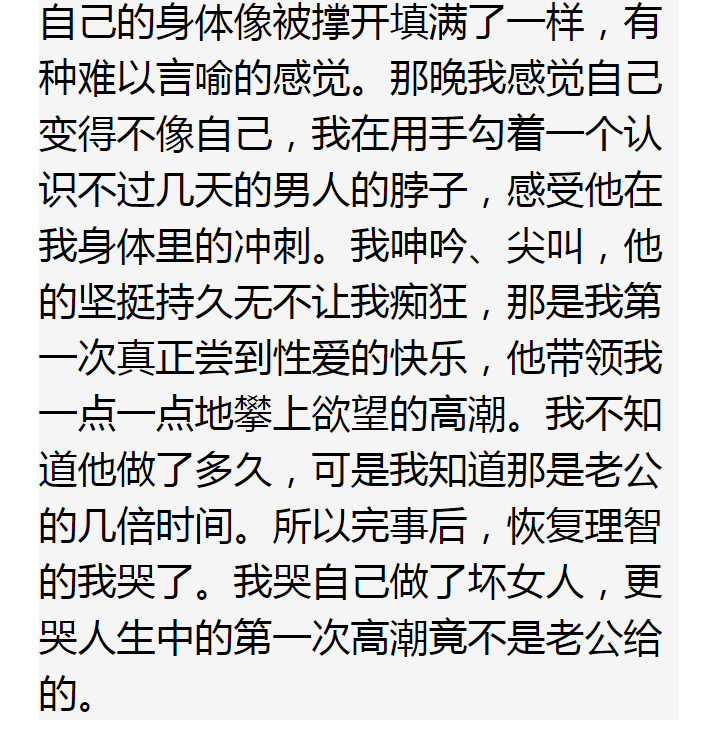 自己的身体像被撑开填满了一样，有
种难以言喻的感觉。那晚我感觉自己
变得不像自己，我在用手勾着一个认
识不过几天的男人的脖子，感受他在
我身体里的冲刺。我呻吟、尖叫，他
的坚挺持久无不让我痴狂，那是我第
一次真正尝到性爱的快乐，他带领我
一点一点地攀上欲望的高潮。我不知
道他做了多久，可是我知道那是老公
的几倍时间。所以完事后，恢复理智
的我哭了。我哭自己做了坏女人，更
哭人生中的第一次高潮竟不是老公给
的。